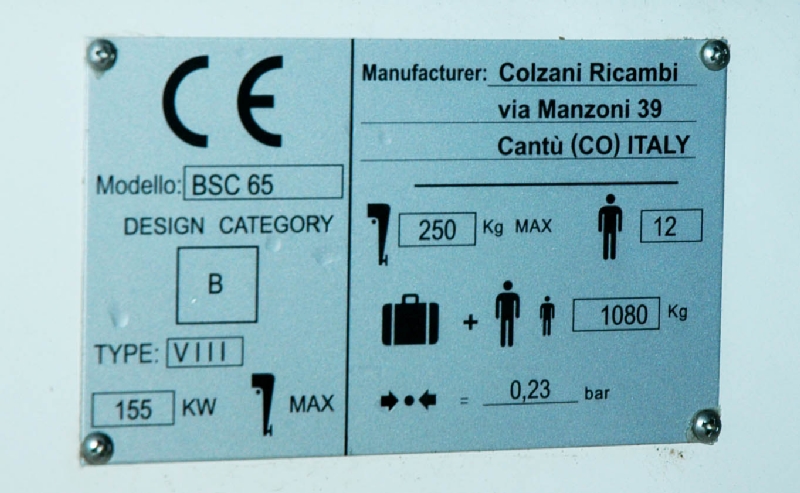 CE
Modello: BSC 65
DESIGN CATEGORY
B
TYPE: VIII
155 KW MAX
Manufacturer: Colzani Ricambi
via Manzoni 39
Cantù (CO) ITALY
250 Kg MAX 12
+ 1080 Kg
= 0,23 bar